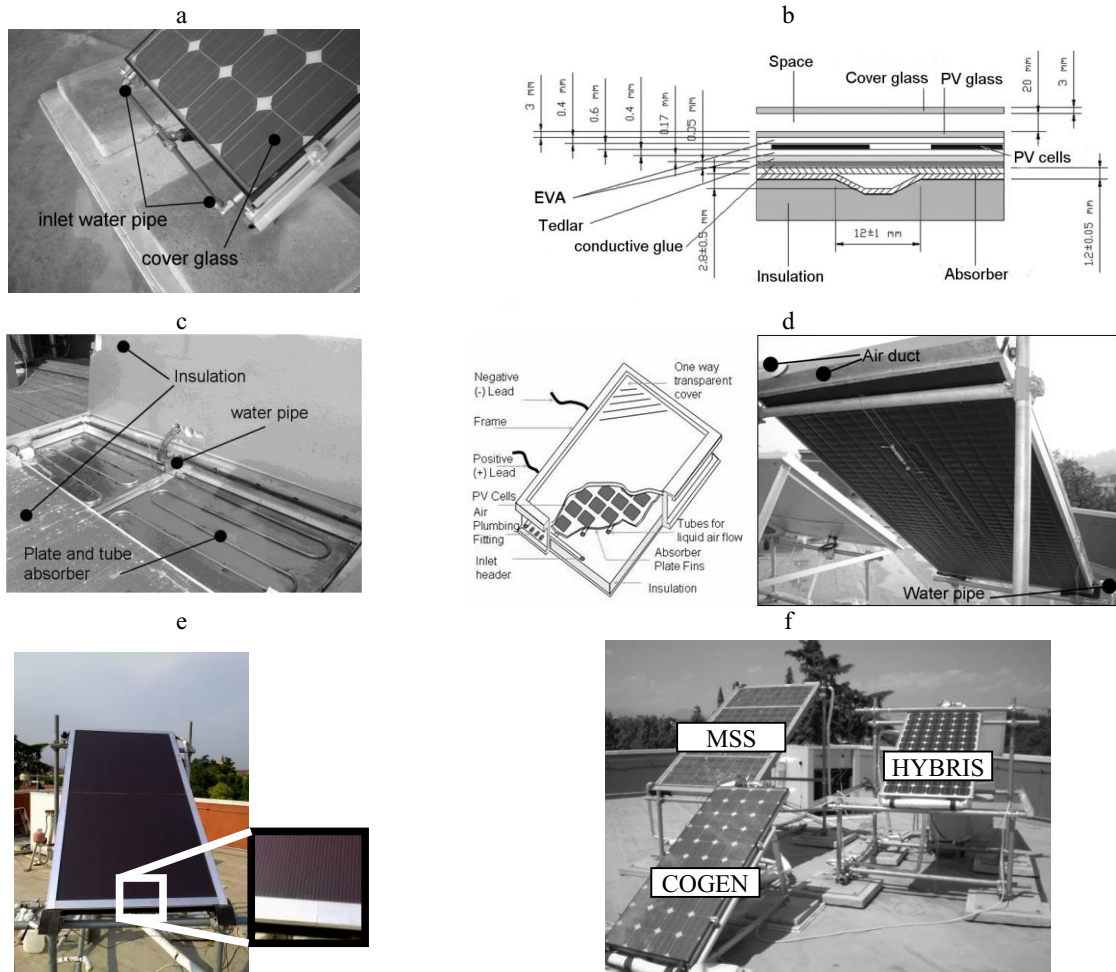 a
inlet water pipe
cover glass
b
Space
Cover glass
PV glass
20 mm
3 mm
3 mm
0.4 mm
0.6 mm
0.4 mm
0.17 mm
0.05 mm
PV cells
EVA
Tedlar
conductive glue
2.8±0.5 mm
12±1 mm
1.2±0.05 mm
Insulation
Absorber
c
Insulation
water pipe
Plate and tube
absorber
d
Negative
(-) Lead
One way
transparent
cover
Frame
Positive
(+) Lead
PV Cells
Air
Plumbing
Fitting
Inlet
header
Tubes for
liquid air flow
Absorber
Plate Fins
Insulation
Air duct
Water pipe
e
f
MSS
HYBRIS
COGEN